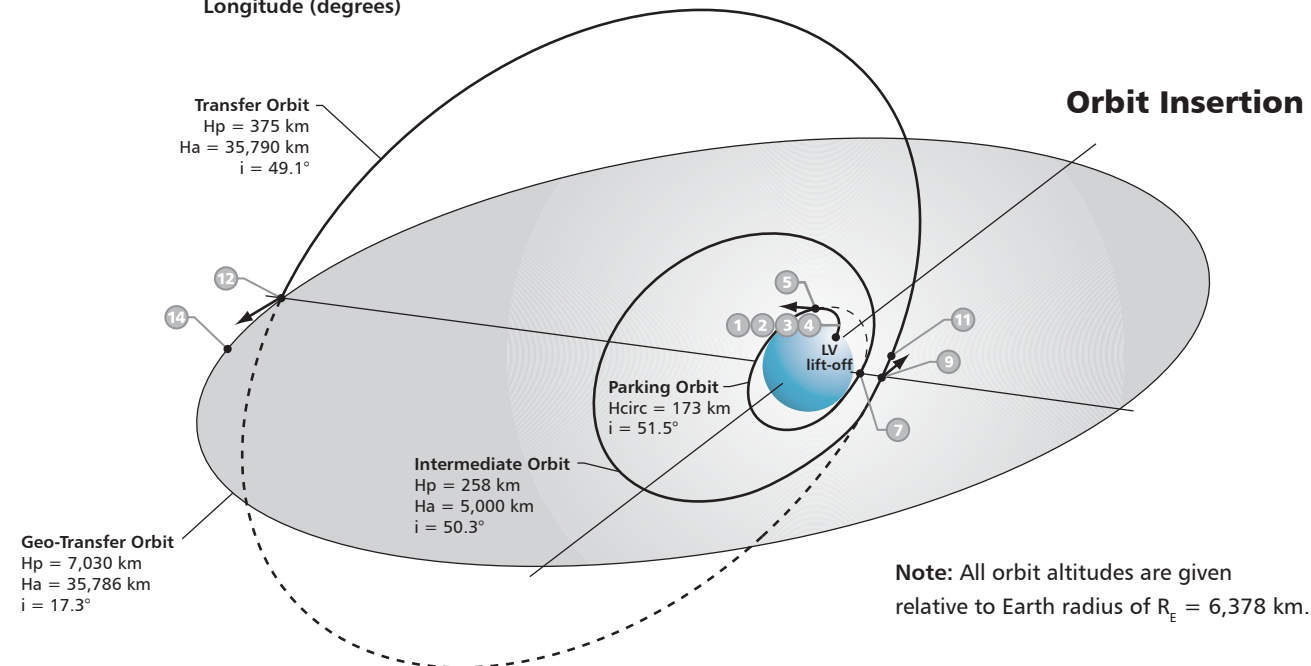 Longitude (degrees)
Orbit Insertion
Transfer Orbit
Hp = 375 km
Ha = 35,790 km
i = 49.1°
12
14
5
1 2 3 4
LV
lift-off
11
9
7
Parking Orbit
Hcirc = 173 km
i = 51.5°
Intermediate Orbit
Hp = 258 km
Ha = 5,000 km
i = 50.3°
Geo-Transfer Orbit
Hp = 7,030 km
Ha = 35,786 km
i = 17.3°
Note: All orbit altitudes are given
relative to Earth radius of RE = 6,378 km.